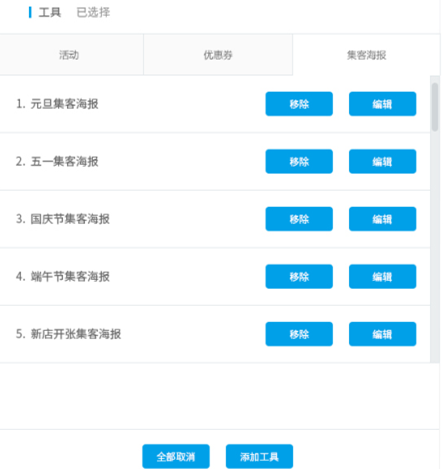 工具 已选择
活动 优惠券 集客海报
1. 元旦集客海报 移除 编辑
2. 五一集客海报 移除 编辑
3. 国庆节集客海报 移除 编辑
4. 端午节集客海报 移除 编辑
5. 新店开张集客海报 移除 编辑
全部取消 添加工具